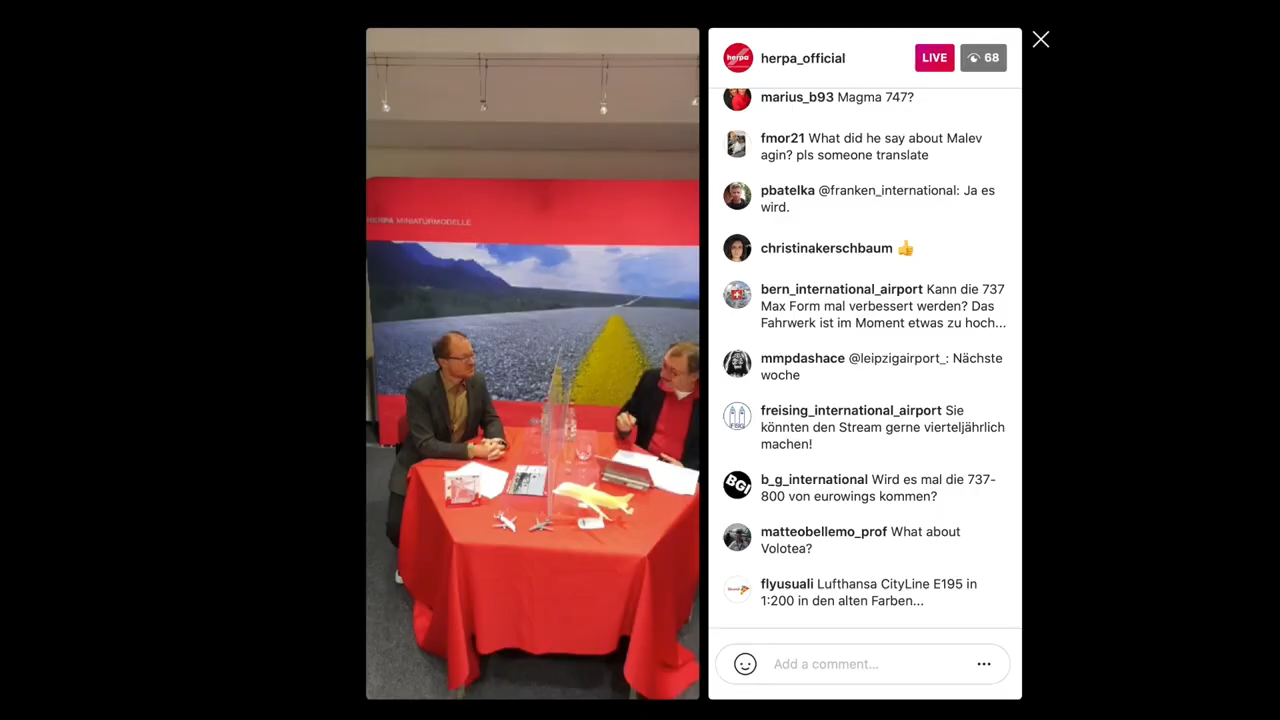 herpa
herpa_official
LIVE
68
marius_b93 Magma 747?
fmor21 What did he say about Malev
agin? pls someone translate
pbatelka @franken_international: Ja es
wird.
christinakerschbaum 👍
bern_international_airport Kann die 737
Max Form mal verbessert werden? Das
Fahrwerk ist im Moment etwas zu hoch...
mmpdashace @leipzigairport_: Nächste
woche
freising_international_airport Sie
könnten den Stream gerne vierteljährlich
machen!
BGI
b_g_international Wird es mal die 737-
800 von eurowings kommen?
matteobellemo_prof What about
Volotea?
flyusuali Lufthansa CityLine E195 in
1:200 in den alten Farben...
Add a comment...
HERPA MINIATURMODELLE